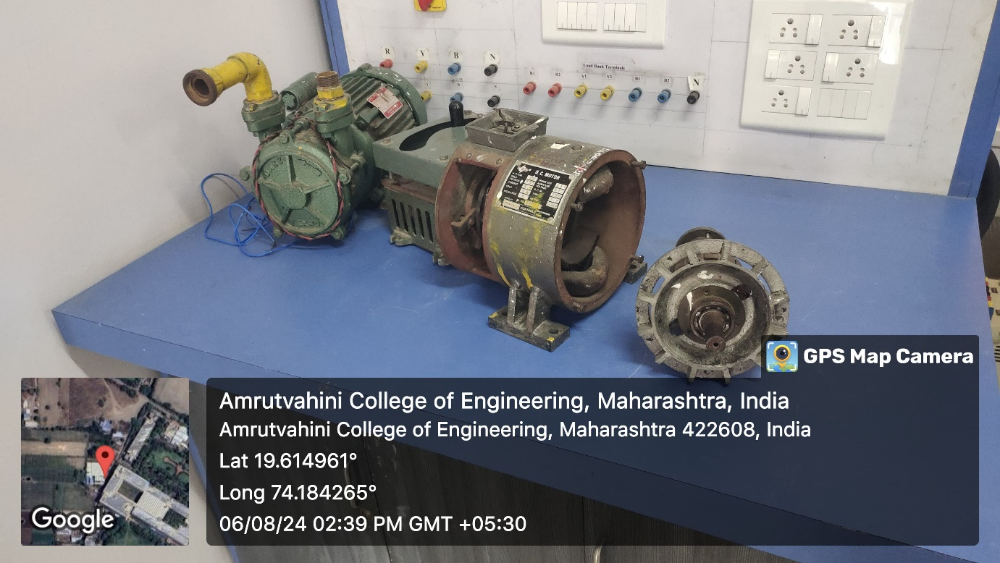 R Y B N
Load Bank Terminals
R1 R2 Y1 Y2 B1 B2 N
D.C. MOTOR
GPS Map Camera
Amrutvahini College of Engineering, Maharashtra, India
Amrutvahini College of Engineering, Maharashtra 422608, India
Lat 19.614961°
Long 74.184265°
06/08/24 02:39 PM GMT +05:30
Google